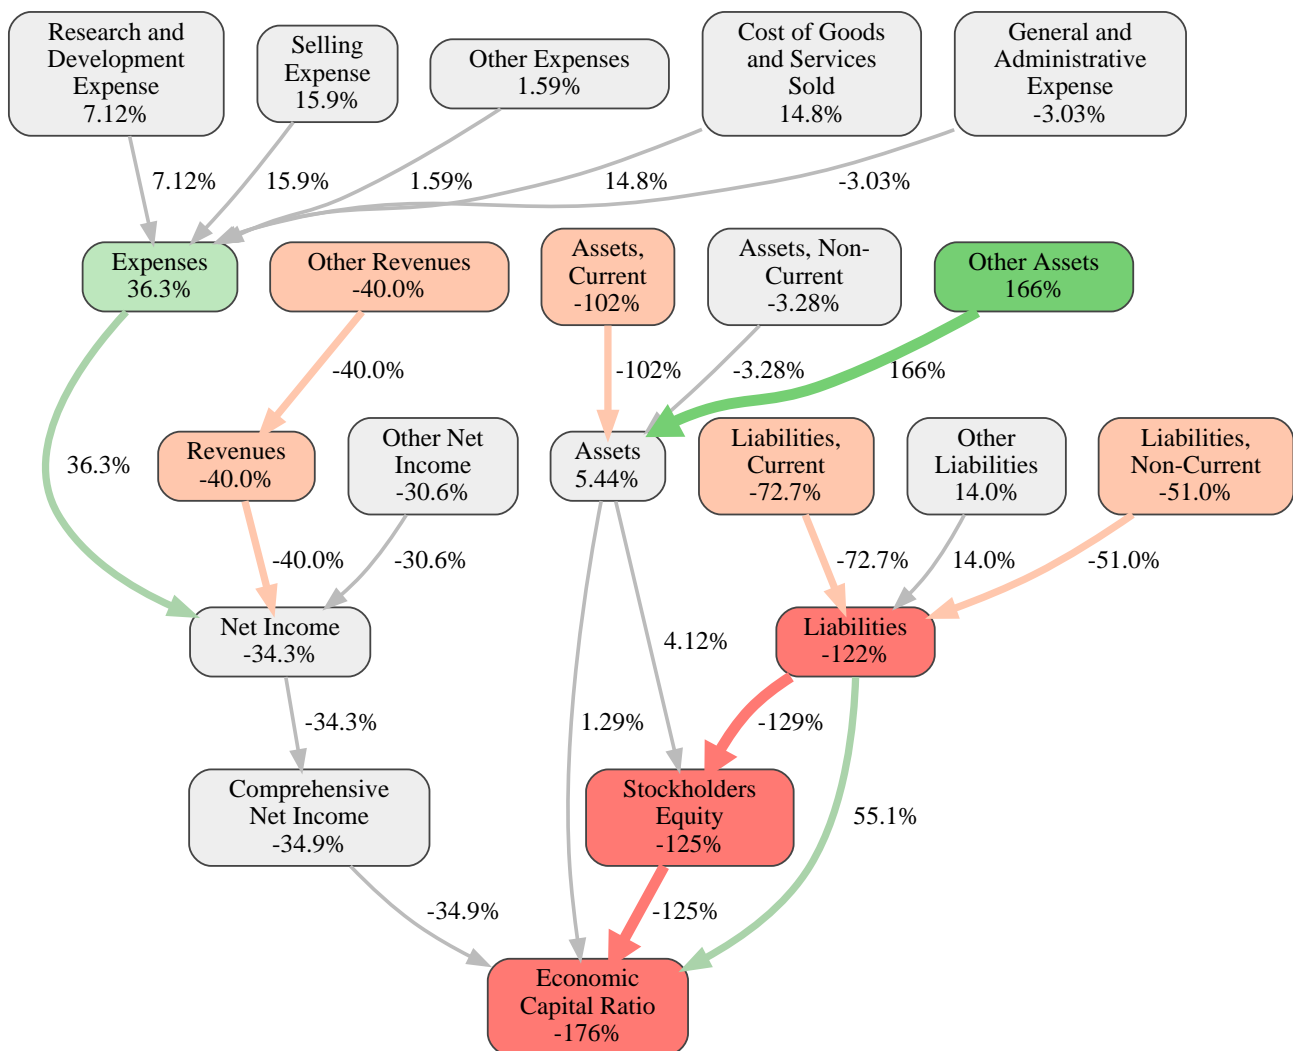 Research and
Development
Expense
7.12%
Selling
Expense
15.9%
Other Expenses
1.59%
Cost of Goods
and Services
Sold
14.8%
General and
Administrative
Expense
-3.03%
7.12%
15.9%
1.59%
14.8%
-3.03%
Expenses
36.3%
Other Revenues
-40.0%
Assets,
Current
-102%
Assets, Non-
Current
-3.28%
Other Assets
166%
-40.0%
-102%
-3.28%
166%
36.3%
Revenues
-40.0%
Other Net
Income
-30.6%
Assets
5.44%
Liabilities,
Current
-72.7%
Other
Liabilities
14.0%
Liabilities,
Non-Current
-51.0%
-40.0%
-30.6%
-72.7%
14.0%
-51.0%
Net Income
-34.3%
4.12%
Liabilities
-122%
-34.3%
1.29%
-129%
Comprehensive
Net Income
-34.9%
Stockholders
Equity
-125%
55.1%
-34.9%
-125%
Economic
Capital Ratio
-176%